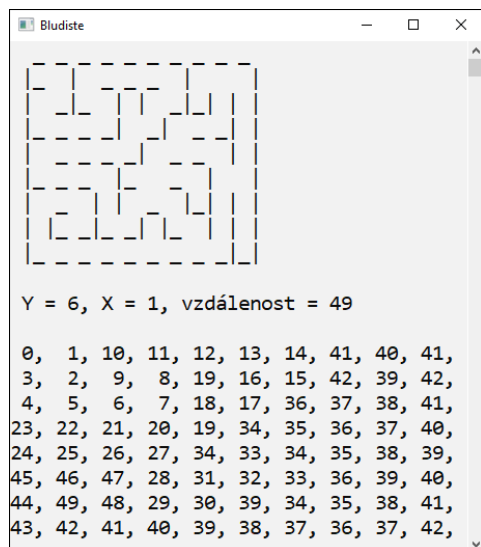 Bludiste
Y = 6, X = 1, vzdálenost = 49
0, 1, 10, 11, 12, 13, 14, 41, 40, 41,
3, 2, 9, 8, 19, 16, 15, 42, 39, 42,
4, 5, 6, 7, 18, 17, 36, 37, 38, 41,
23, 22, 21, 20, 19, 34, 35, 36, 37, 40,
24, 25, 26, 27, 34, 33, 34, 35, 38, 39,
45, 46, 47, 28, 31, 32, 33, 36, 39, 40,
44, 49, 48, 29, 30, 39, 34, 35, 38, 41,
43, 42, 41, 40, 39, 38, 37, 36, 37, 42,